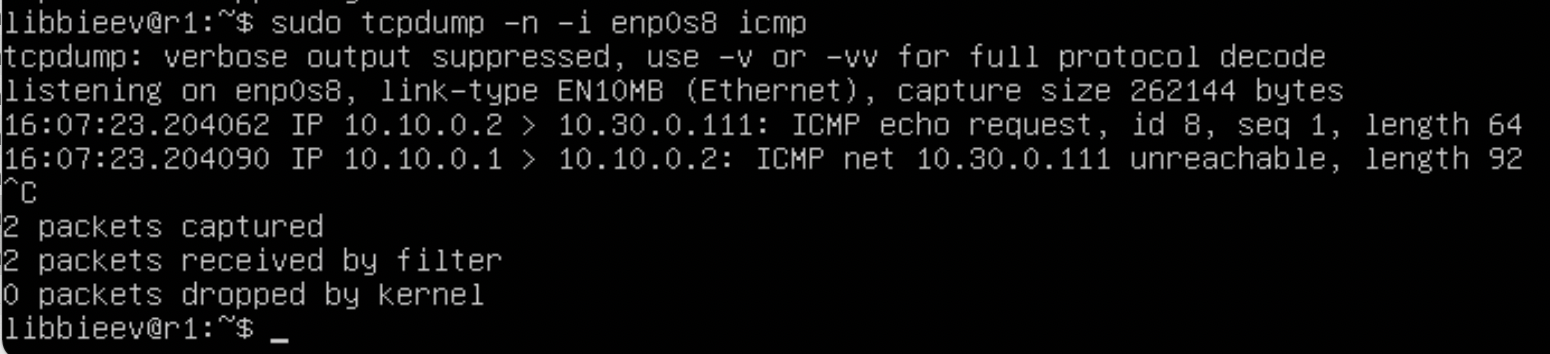 libbieev@r1:~$ sudo tcpdump -n -i enp0s8 icmp
tcpdump: verbose output suppressed, use -v or -vv for full protocol decode
listening on enp0s8, link-type EN10MB (Ethernet), capture size 262144 bytes
16:07:23.204062 IP 10.10.0.2 > 10.30.0.111: ICMP echo request, id 8, seq 1, length 64
16:07:23.204090 IP 10.10.0.1 > 10.10.0.2: ICMP net 10.30.0.111 unreachable, length 92
^C
2 packets captured
2 packets received by filter
0 packets dropped by kernel
libbieev@r1:~$ _